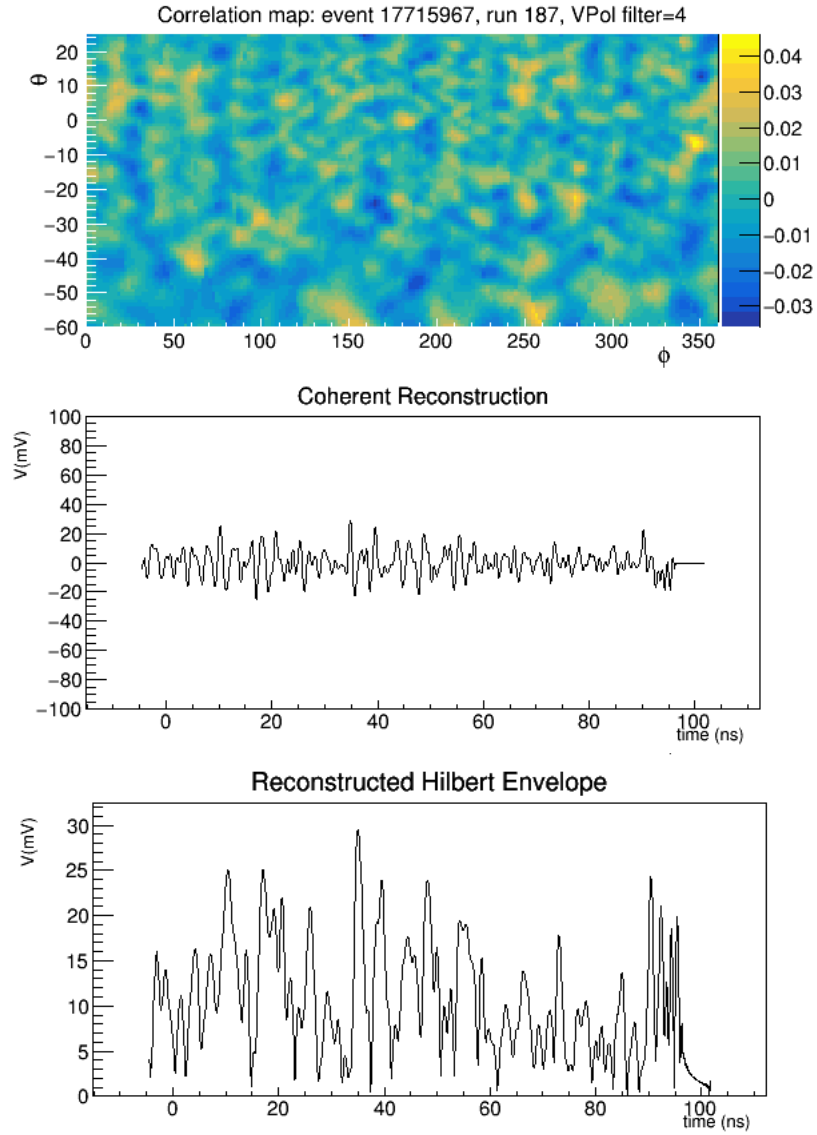 Correlation map: event 17715967, run 187, VPol filter=4
θ
20
10
0
−10
−20
−30
−40
−50
−60
0 50 100 150 200 250 300 350
ϕ
0.04
0.03
0.02
0.01
0
−0.01
−0.02
−0.03
Coherent Reconstruction
V(mV)
100
80
60
40
20
0
−20
−40
−60
−80
−100
0 20 40 60 80 100
time (ns)
Reconstructed Hilbert Envelope
V(mV)
30
25
20
15
10
5
0
0 20 40 60 80 100
time (ns)